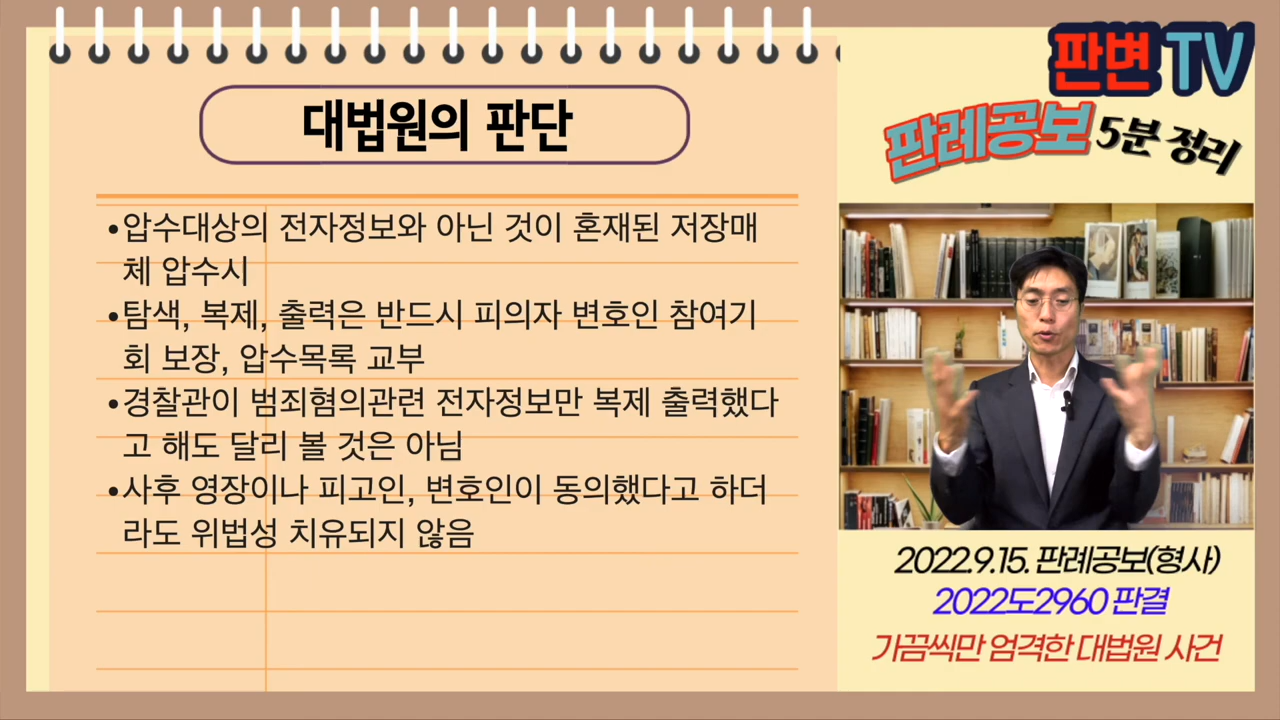 대법원의 판단
•압수대상의 전자정보와 아닌 것이 혼재된 저장매
체 압수시
•탐색, 복제, 출력은 반드시 피의자 변호인 참여기
회 보장, 압수목록 교부
•경찰관이 범죄혐의관련 전자정보만 복제 출력했다
고 해도 달리 볼 것은 아님
•사후 영장이나 피고인, 변호인이 동의했다고 하더
라도 위법성 치유되지 않음
판변 TV
판례공보 5분 정리
2022.9.15. 판례공보(형사)
2022도2960 판결
가끔씩만 엄격한 대법원 사건